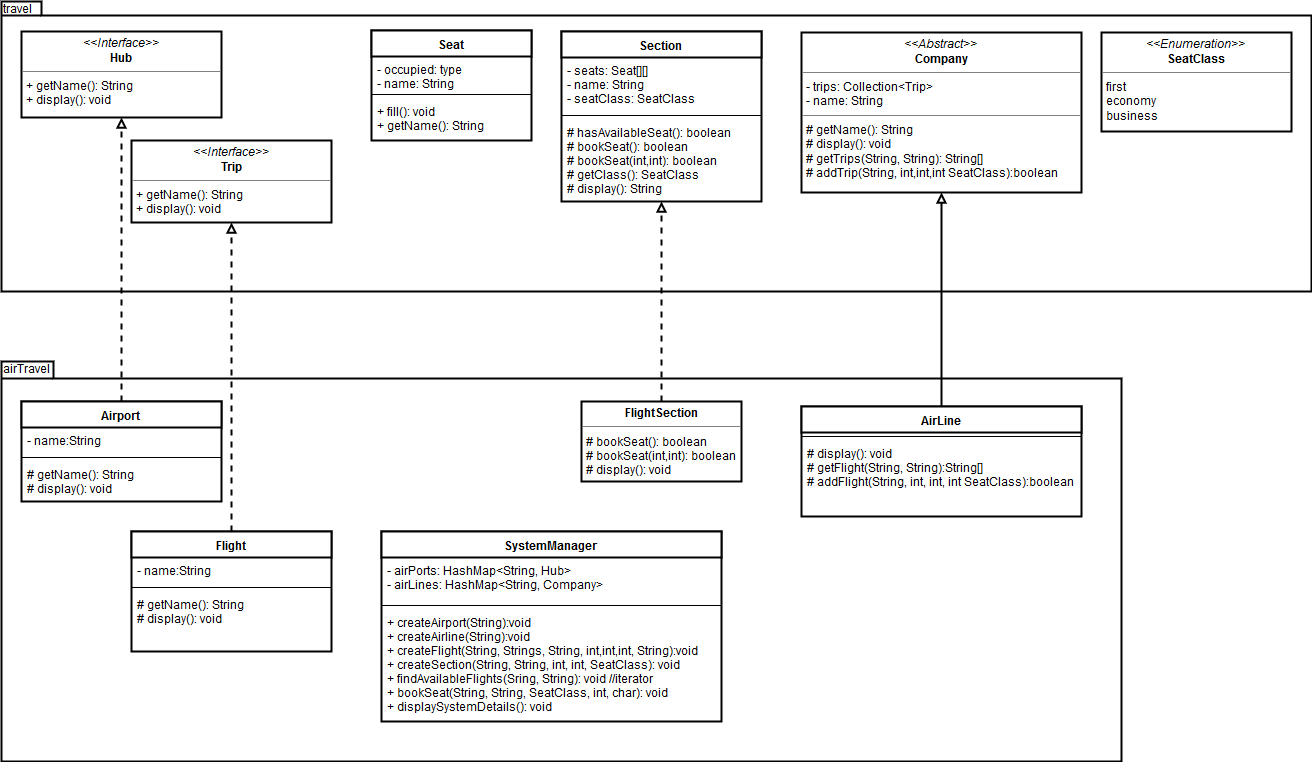 travel
<<Interface>>
Hub
+ getName(): String
+ display(): void
<<Interface>>
Trip
+ getName(): String
+ display(): void
Seat
- occupied: type
- name: String
+ fill(): void
+ getName(): String
Section
- seats: Seat[][]
- name: String
- seatClass: SeatClass
# hasAvailableSeat(): boolean
# bookSeat(): boolean
# bookSeat(int,int): boolean
# getClass(): SeatClass
# display(): String
<<Abstract>>
Company
- trips: Collection<Trip>
- name: String
# getName(): String
# display(): void
# getTrips(String, String): String[]
# addTrip(String, int,int,int SeatClass):boolean
<<Enumeration>>
SeatClass
first
economy
business
airTravel
Airport
- name:String
# getName(): String
# display(): void
Flight
- name:String
# getName(): String
# display(): void
SystemManager
- airPorts: HashMap<String, Hub>
- airLines: HashMap<String, Company>
+ createAirport(String):void
+ createAirline(String):void
+ createFlight(String, Strings, String, int,int,int, String):void
+ createSection(String, String, int, int, SeatClass): void
+ findAvailableFlights(Sring, String): void //iterator
+ bookSeat(String, String, SeatClass, int, char): void
+ displaySystemDetails(): void
FlightSection
# bookSeat(): boolean
# bookSeat(int,int): boolean
# display(): void
AirLine
# display(): void
# getFlight(String, String):String[]
# addFlight(String, int, int, int SeatClass):boolean